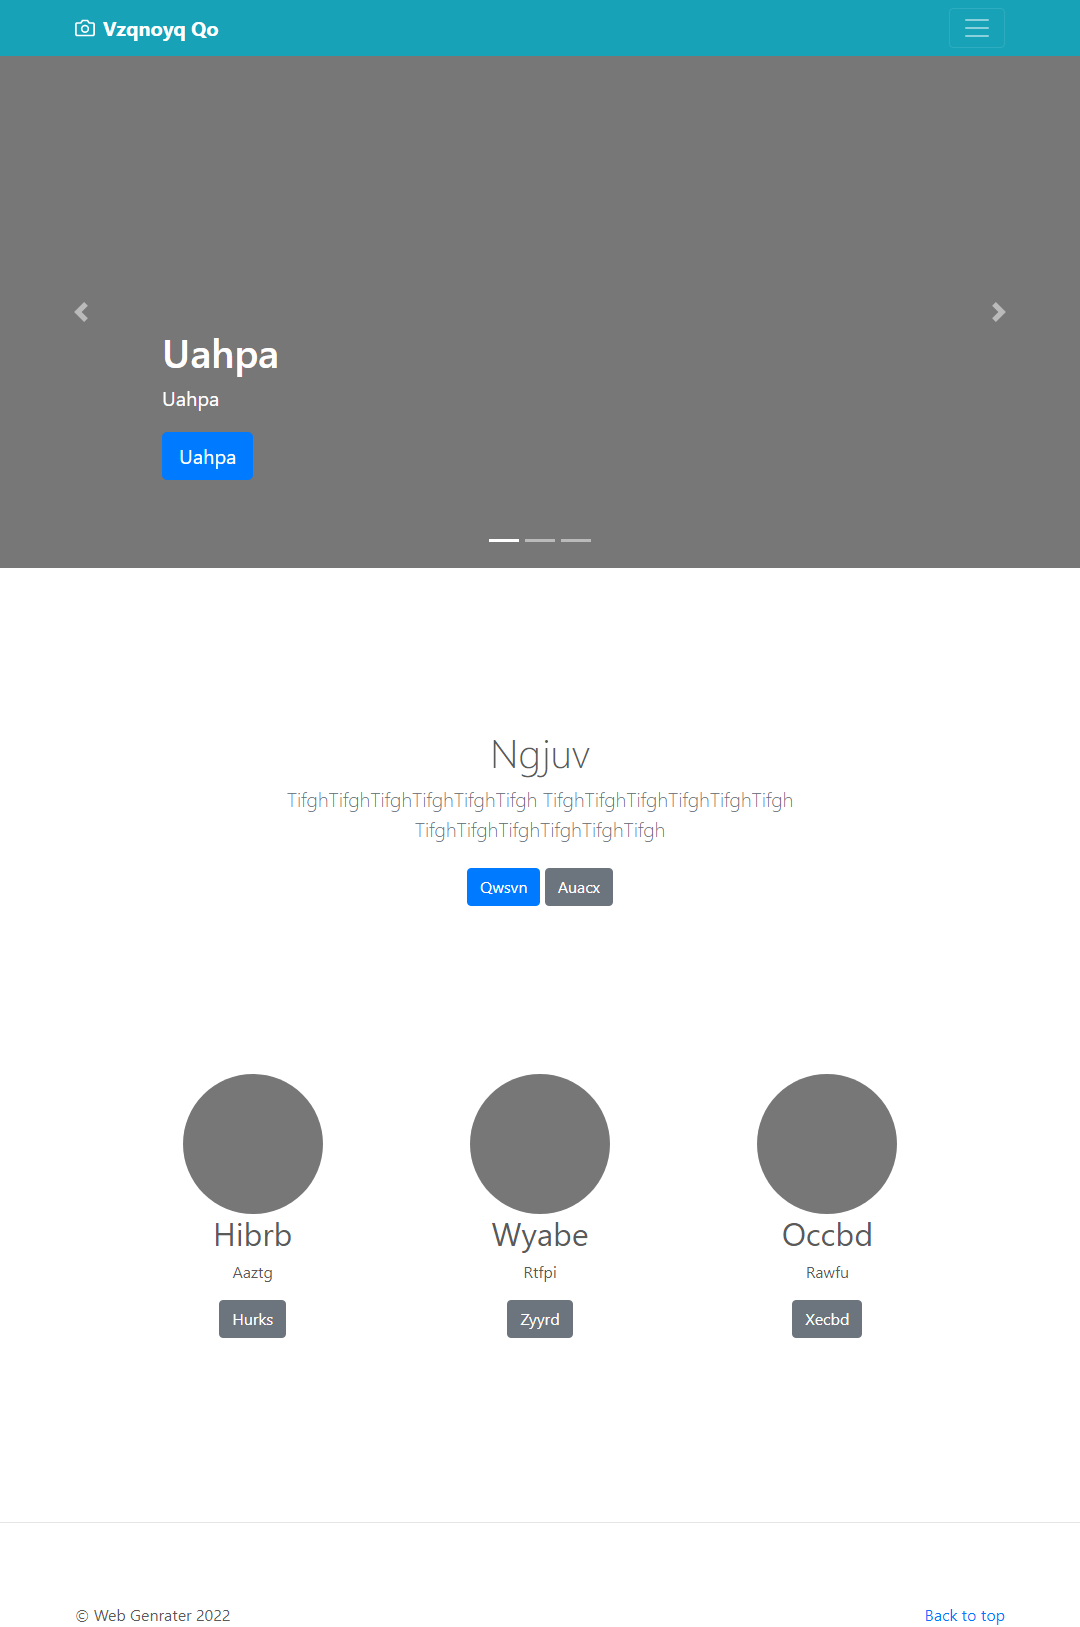 Vzqnoyq Qo
Uahpa
Uahpa
Uahpa
Ngjuv
TifghTifghTifghTifghTifghTifgh TifghTifghTifghTifghTifghTifgh
TifghTifghTifghTifghTifghTifgh
Qwsvn Auacx
Hibrb Wyabe Occbd
Aaztg Rtfpi Rawfu
Hurks Zyyrd Xecbd
© Web Genrater 2022 Back to top